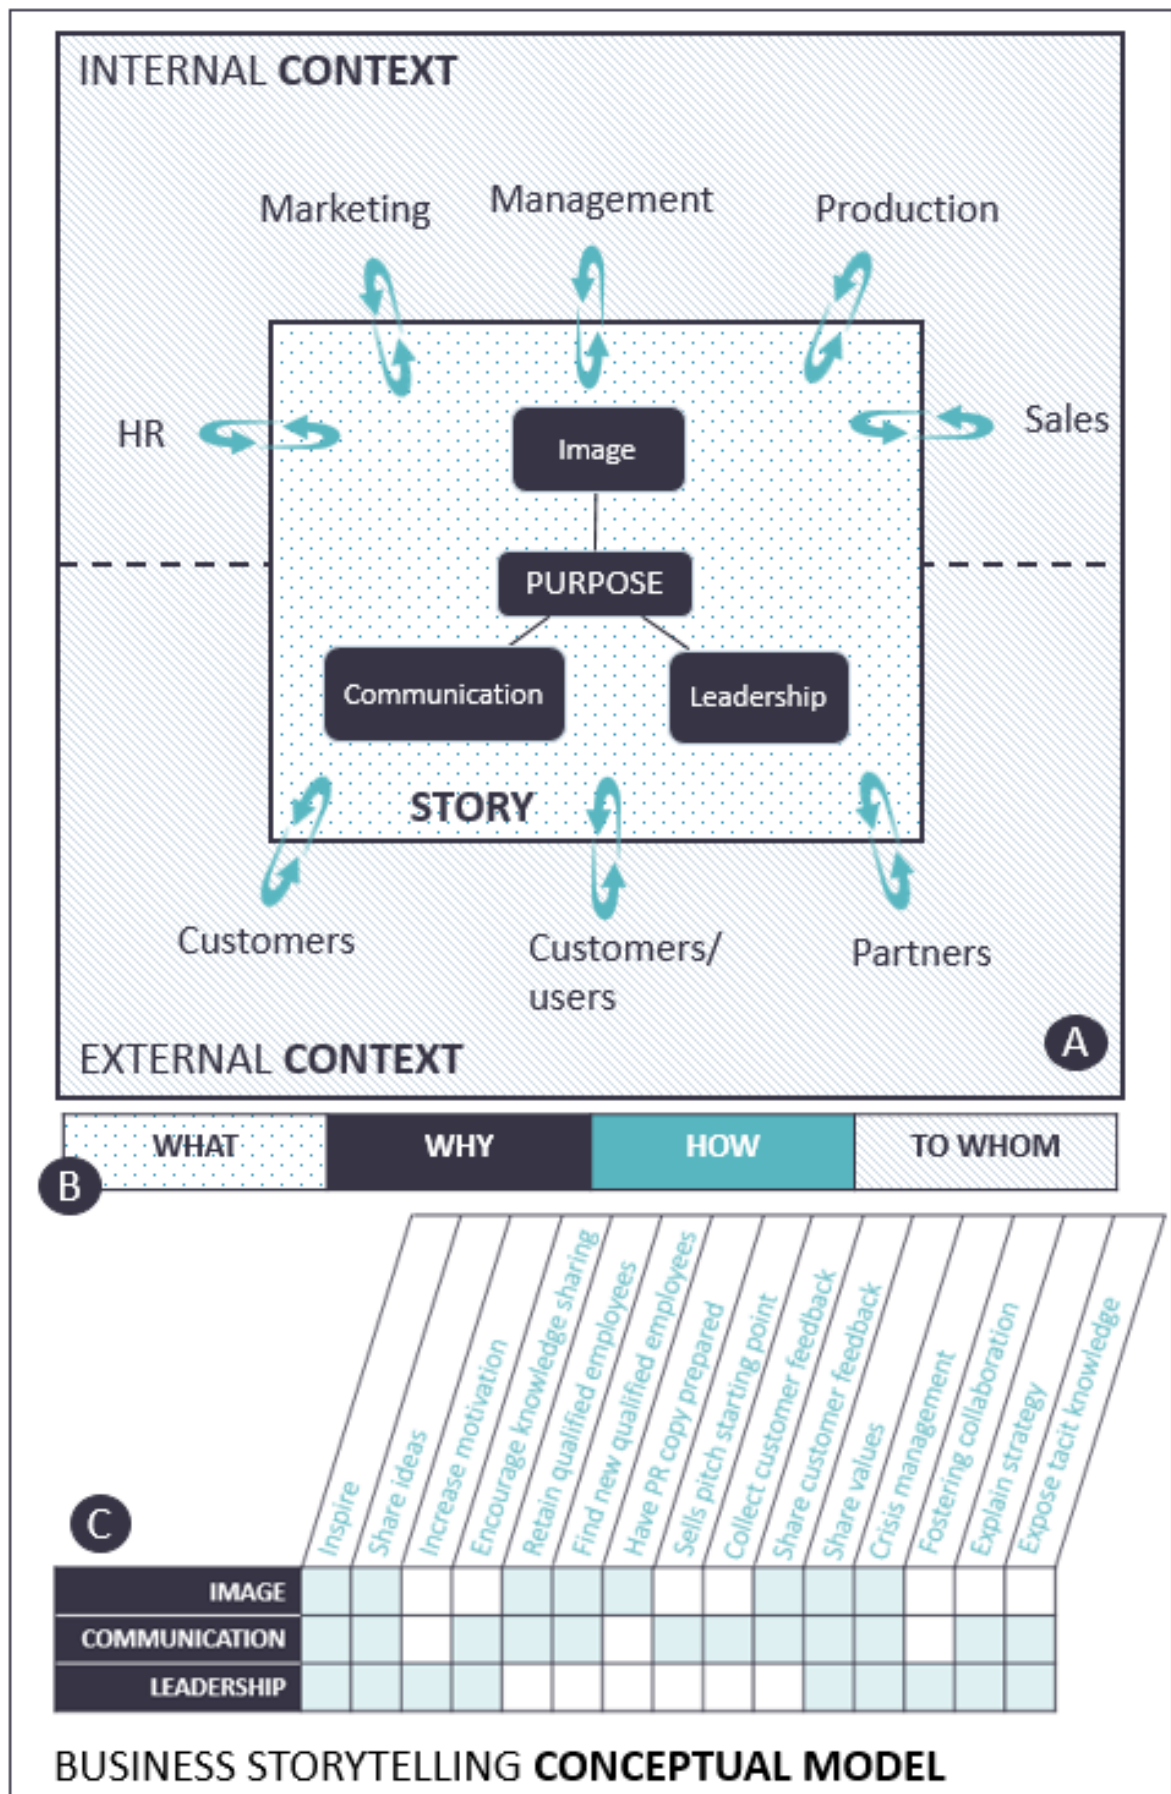 INTERNAL CONTEXT
Marketing
Management
Production
HR
Sales
Image
PURPOSE
Communication
Leadership
STORY
Customers
Customers/
users
Partners
EXTERNAL CONTEXT
A
WHAT
WHY
HOW
TO WHOM
B
Inspire
Share ideas
Increase motivation
Encourage knowledge sharing
Retain qualified employees
Find new qualified employees
Have PR copy prepared
Sells pitch starting point
Collect customer feedback
Share customer feedback
Share values
Crisis management
Fostering collaboration
Explain strategy
Expose tacit knowledge
C
IMAGE
COMMUNICATION
LEADERSHIP
BUSINESS STORYTELLING CONCEPTUAL MODEL